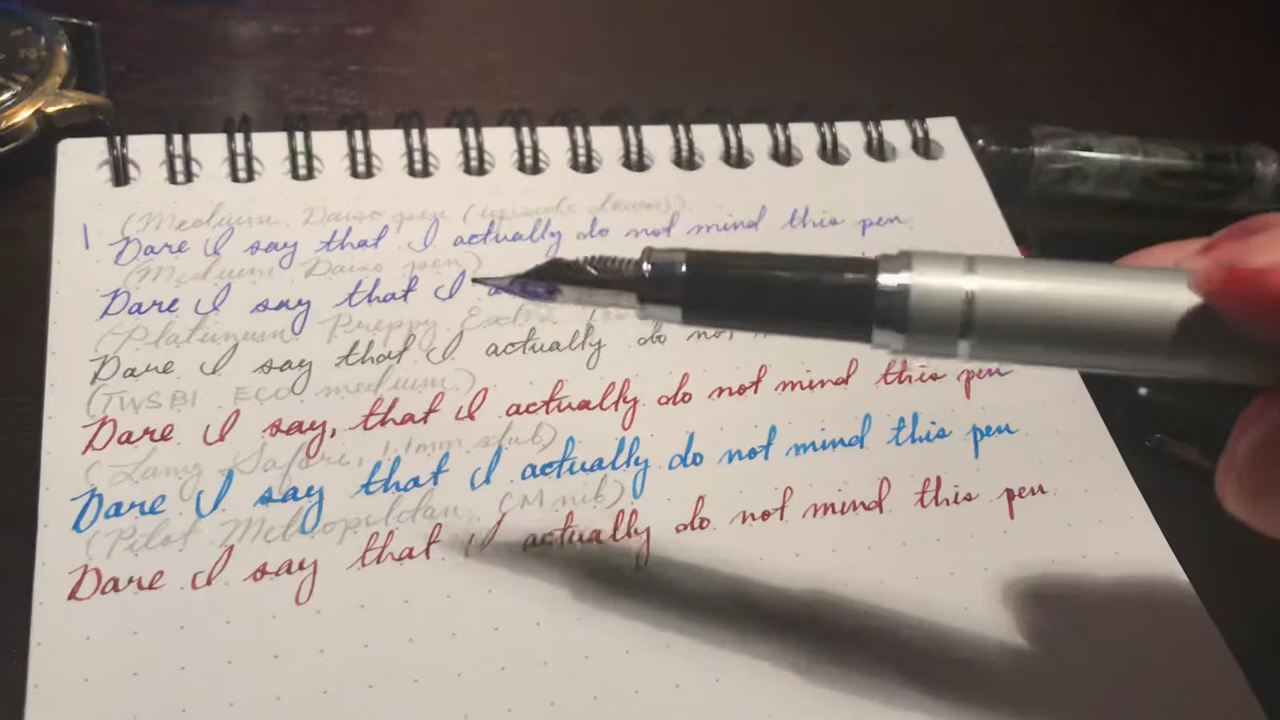 (Medium Daiso pen (upside down))
1 Dare I say that I actually do not mind this pen
(Medium Daiso pen)
Dare I say that I
(Platinum Preppy Extra
Dare I say that I actually do not
(TWSBI ECO medium)
Dare I say, that I actually do not mind this pen
(Lamy Safari, 1.1mm stub)
Dare I say that I actually do not mind this pen
(Pilot Metropolitan, (M nib)
Dare I say that I actually do not mind this pen